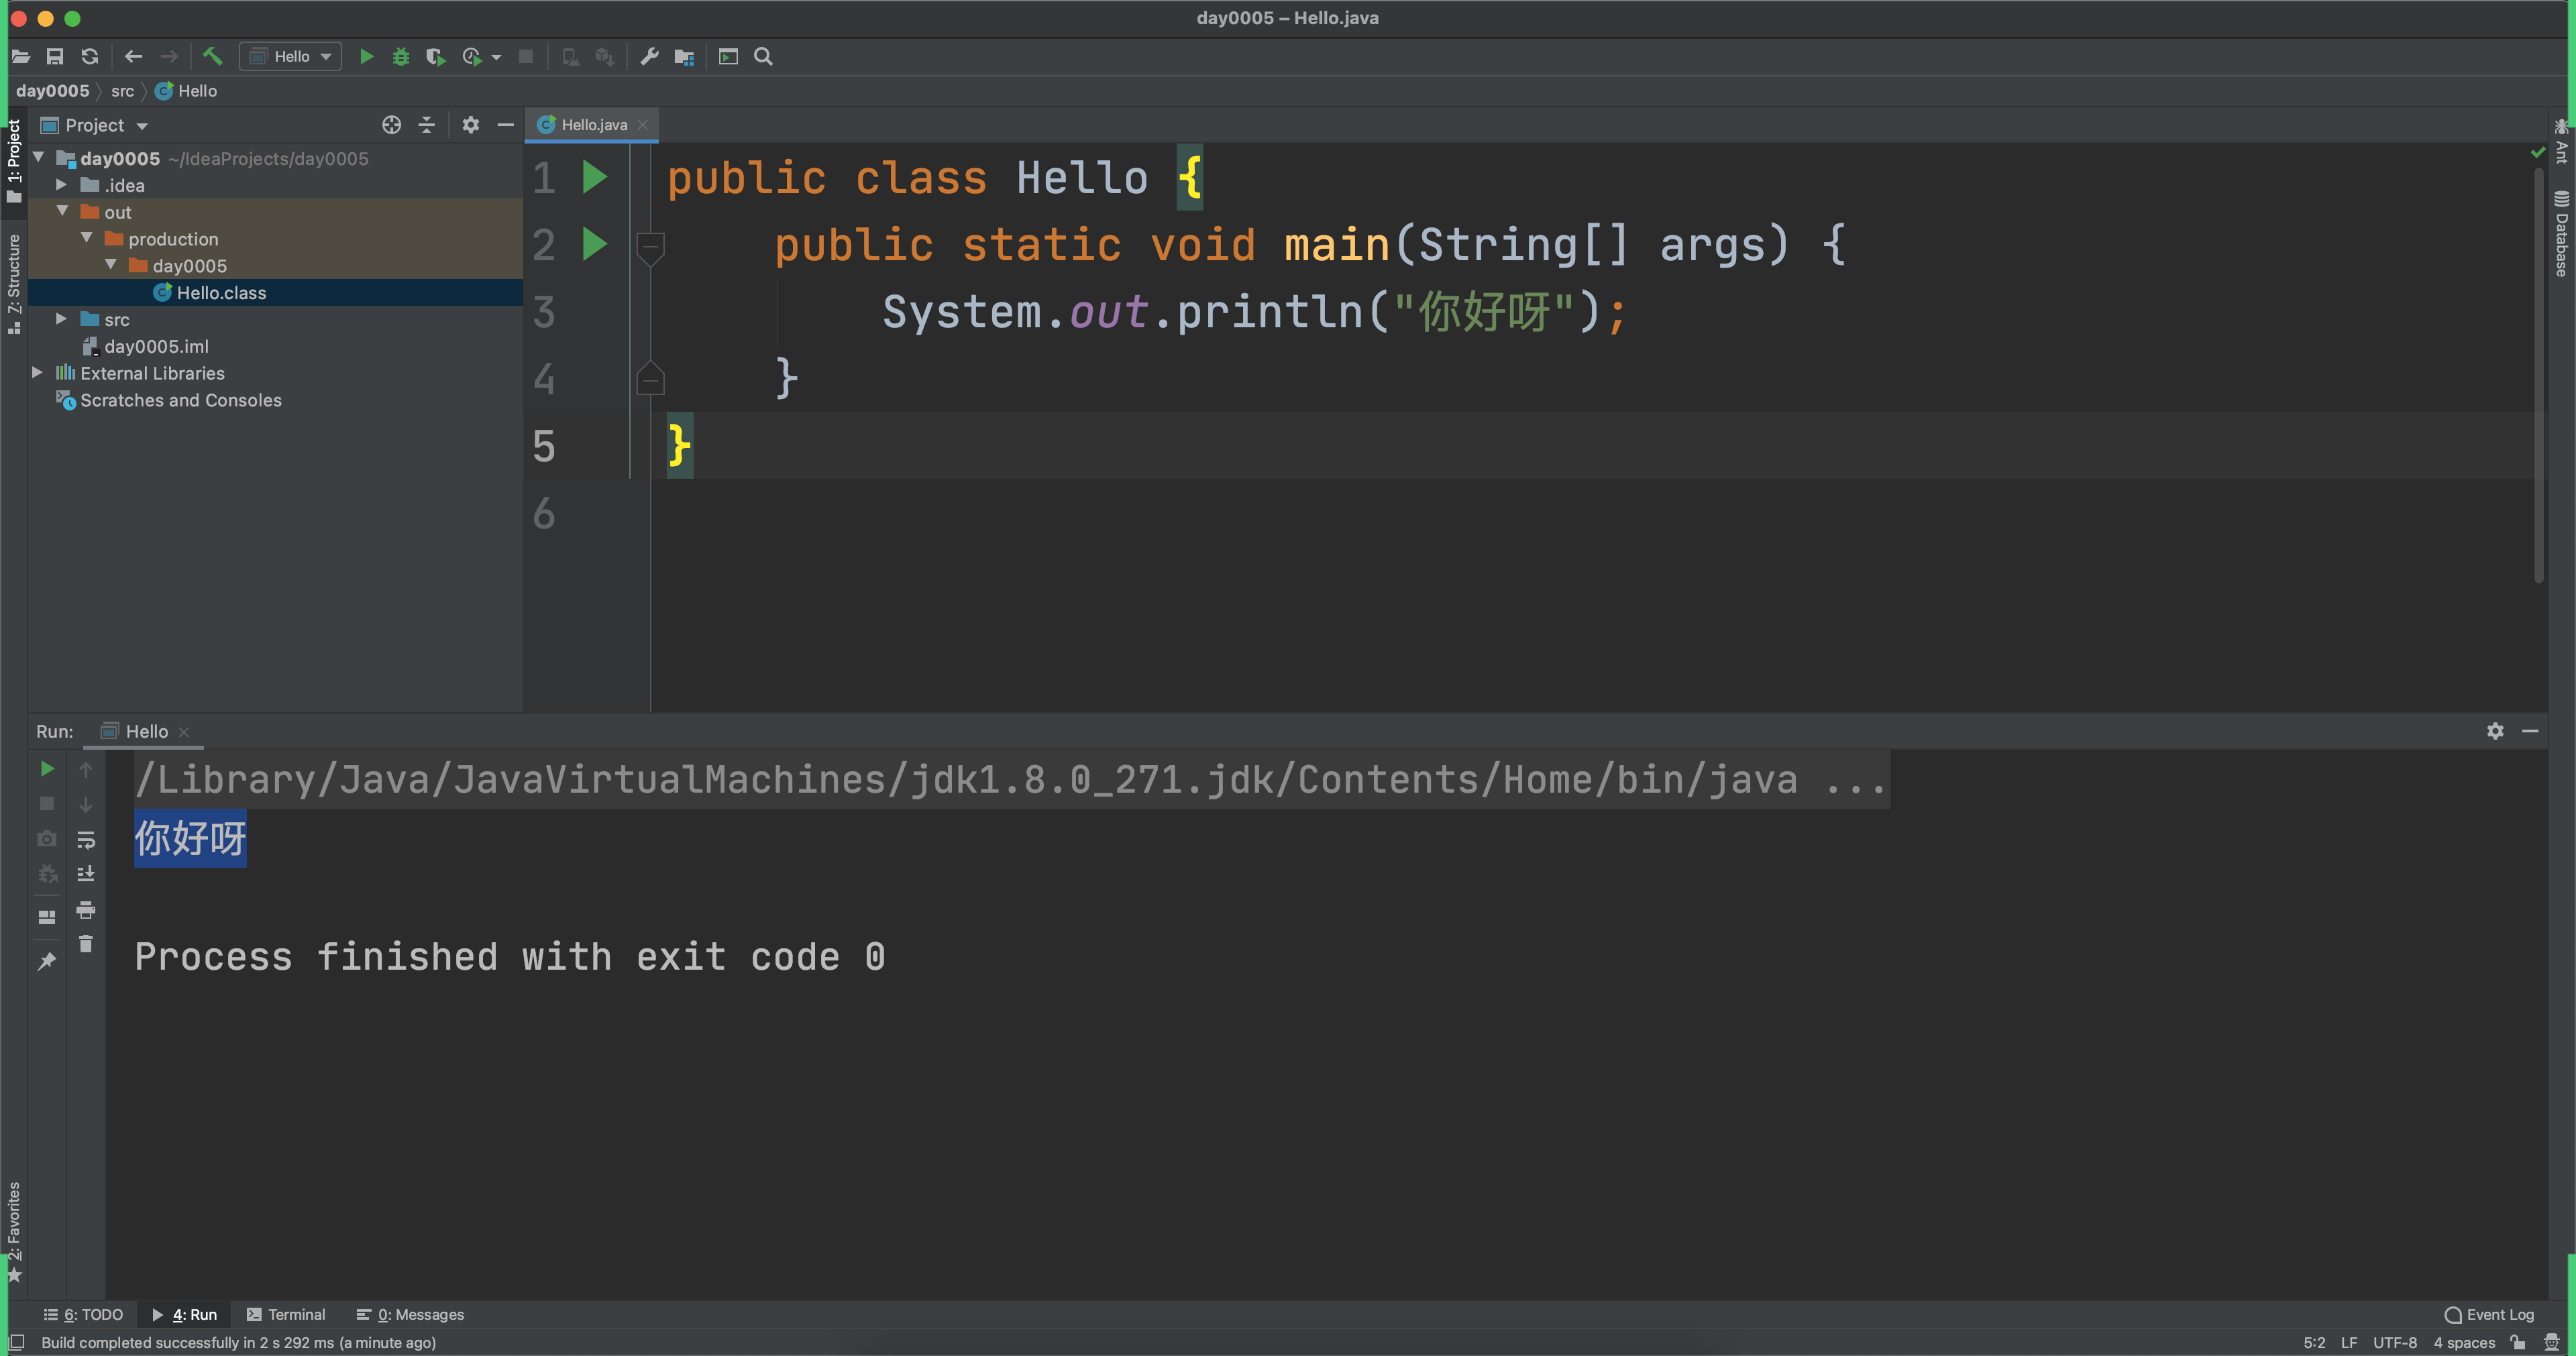 day0005 – Hello.java
Hello
day0005 src Hello
1: Project
Z: Structure
2: Favorites
Project
day0005 ~/IdeaProjects/day0005
.idea
out
production
day0005
Hello.class
src
day0005.iml
External Libraries
Scratches and Consoles
Hello.java
1 public class Hello {
2 public static void main(String[] args) {
3 System.out.println("你好呀");
4 }
5 }
6
Ant
Database
Run: Hello
/Library/Java/JavaVirtualMachines/jdk1.8.0_271.jdk/Contents/Home/bin/java ...
你好呀
Process finished with exit code 0
6: TODO 4: Run Terminal 0: Messages Event Log
Build completed successfully in 2 s 292 ms (a minute ago) 5:2 LF UTF-8 4 spaces